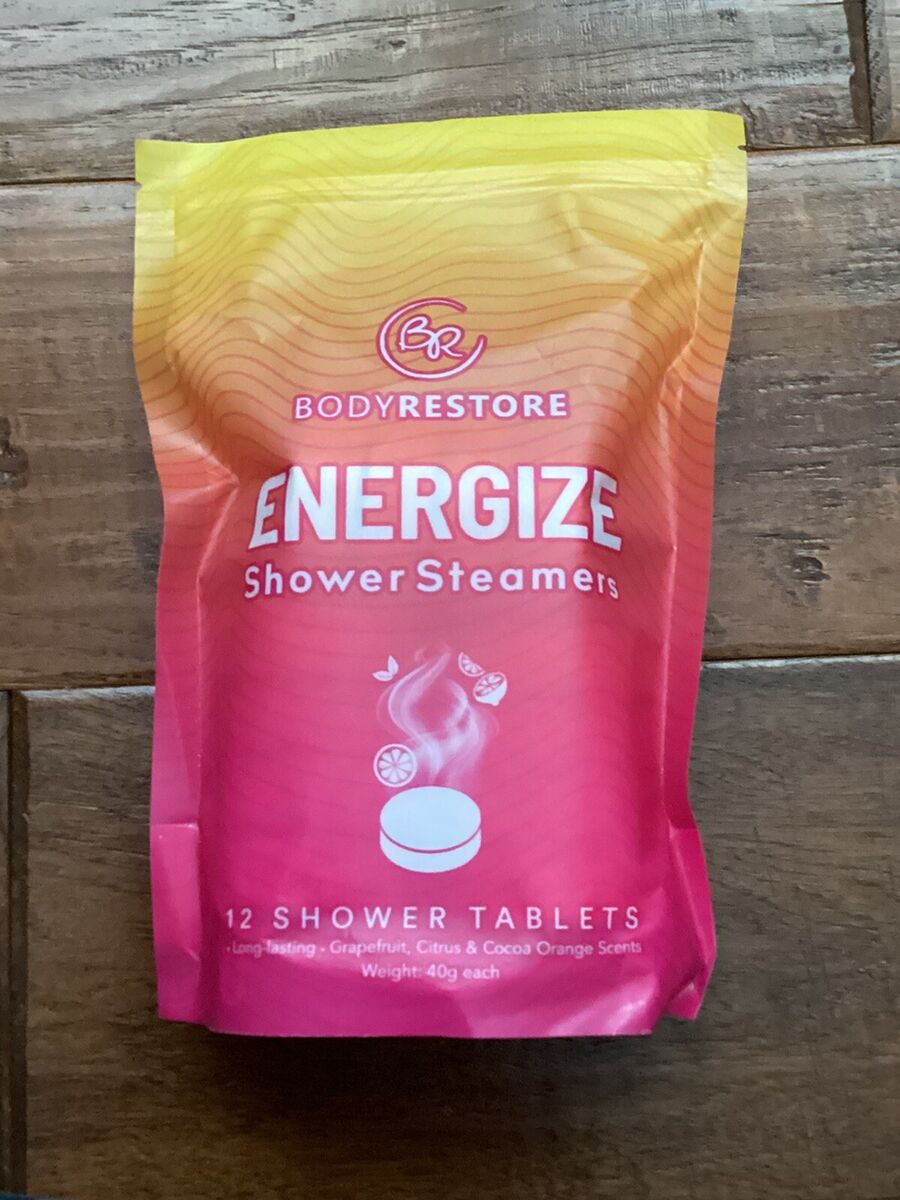 BR
BODYRESTORE
ENERGIZE
Shower Steamers
12 SHOWER TABLETS
• Long-lasting • Grapefruit, Citrus & Cocoa Orange Scents
Weight: 40g each